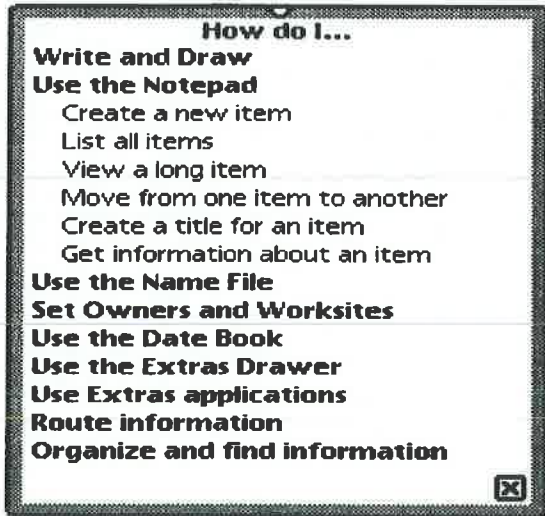 How do I...
Write and Draw
Use the Notepad
Create a new item
List all items
View a long item
Move from one item to another
Create a title for an item
Get information about an item
Use the Name File
Set Owners and Worksites
Use the Date Book
Use the Extras Drawer
Use Extras applications
Route information
Organize and find information